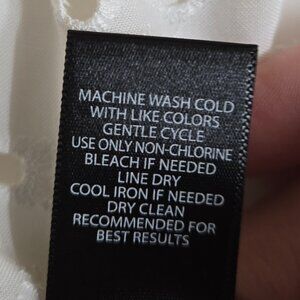 MACHINE WASH COLD
WITH LIKE COLORS
GENTLE CYCLE
USE ONLY NON-CHLORINE
BLEACH IF NEEDED
LINE DRY
COOL IRON IF NEEDED
DRY CLEAN
RECOMMENDED FOR
BEST RESULTS